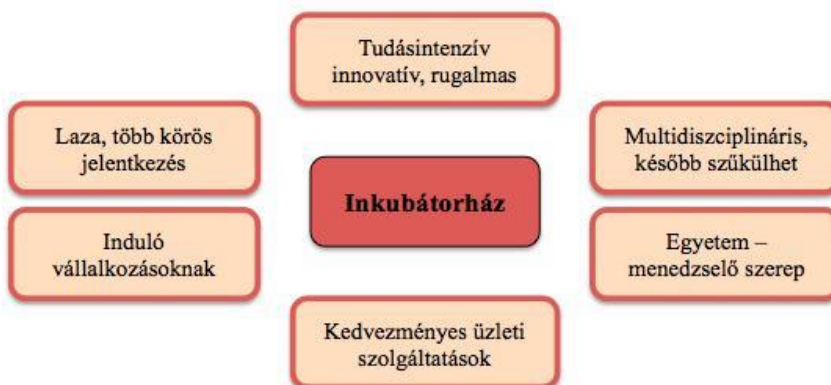 Tudásintenzív
innovatív, rugalmas
Laza, több körös
jelentkezés
Multidiszciplináris,
később szűkülhet
Inkubátorház
Induló
vállalkozásoknak
Egyetem –
menedzselő szerep
Kedvezményes üzleti
szolgáltatások